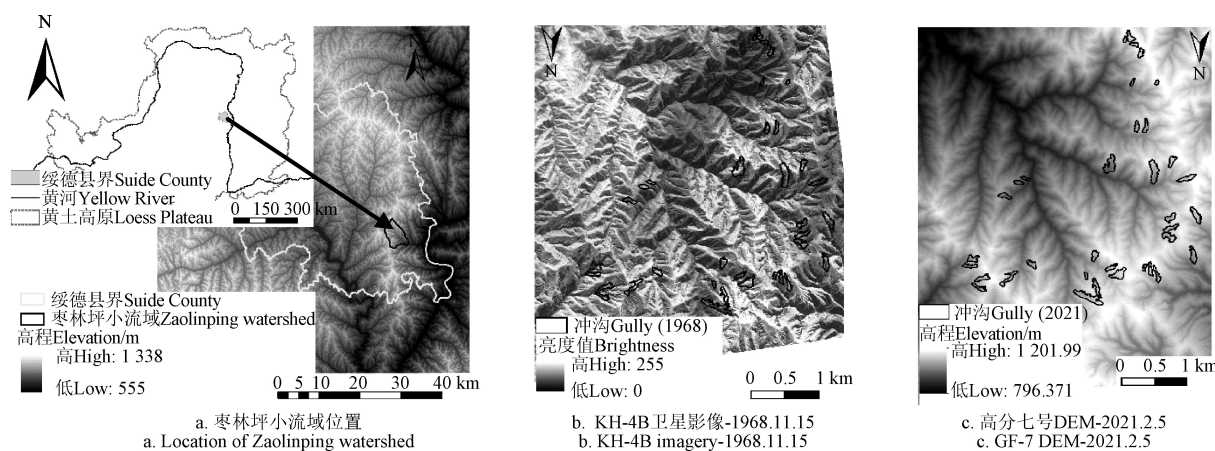 N
绥德县界Suide County
黄河Yellow River
黄土高原Loess Plateau
0 150 300 km
绥德县界Suide County
枣林坪小流域Zaolinping watershed
高程Elevation/m
高High: 1 338
低Low: 555
0 5 10 20 30 40 km
a. 枣林坪小流域位置
a. Location of Zaolinping watershed
N
冲沟Gully (1968)
亮度值Brightness
高High: 255
低Low: 0
0 0.5 1 km
b. KH-4B卫星影像-1968.11.15
b. KH-4B imagery-1968.11.15
N
冲沟Gully (2021)
高程Elevation/m
高High: 1 201.99
低Low: 796.371
0 0.5 1 km
c. 高分七号DEM-2021.2.5
c. GF-7 DEM-2021.2.5